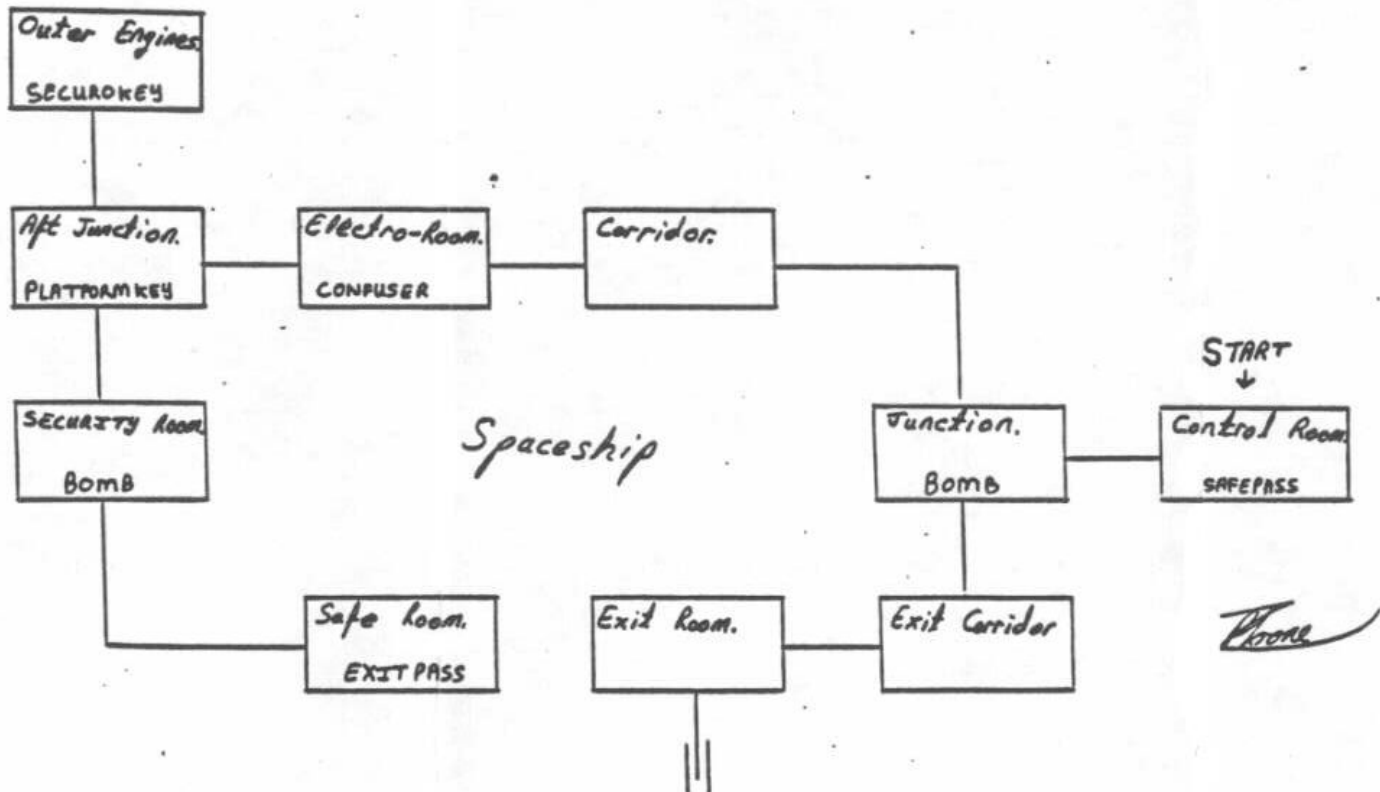 Outer Engines.
SECUROKEY
Aft Junction.
PLATFORMKEY
Electro-Room.
CONFUSER
Corridor.
START
SECURITY Room
BOMB
Spaceship
Junction.
BOMB
Control Room.
SAFEPASS
Safe Room.
EXIT PASS
Exit Room.
Exit Corridor